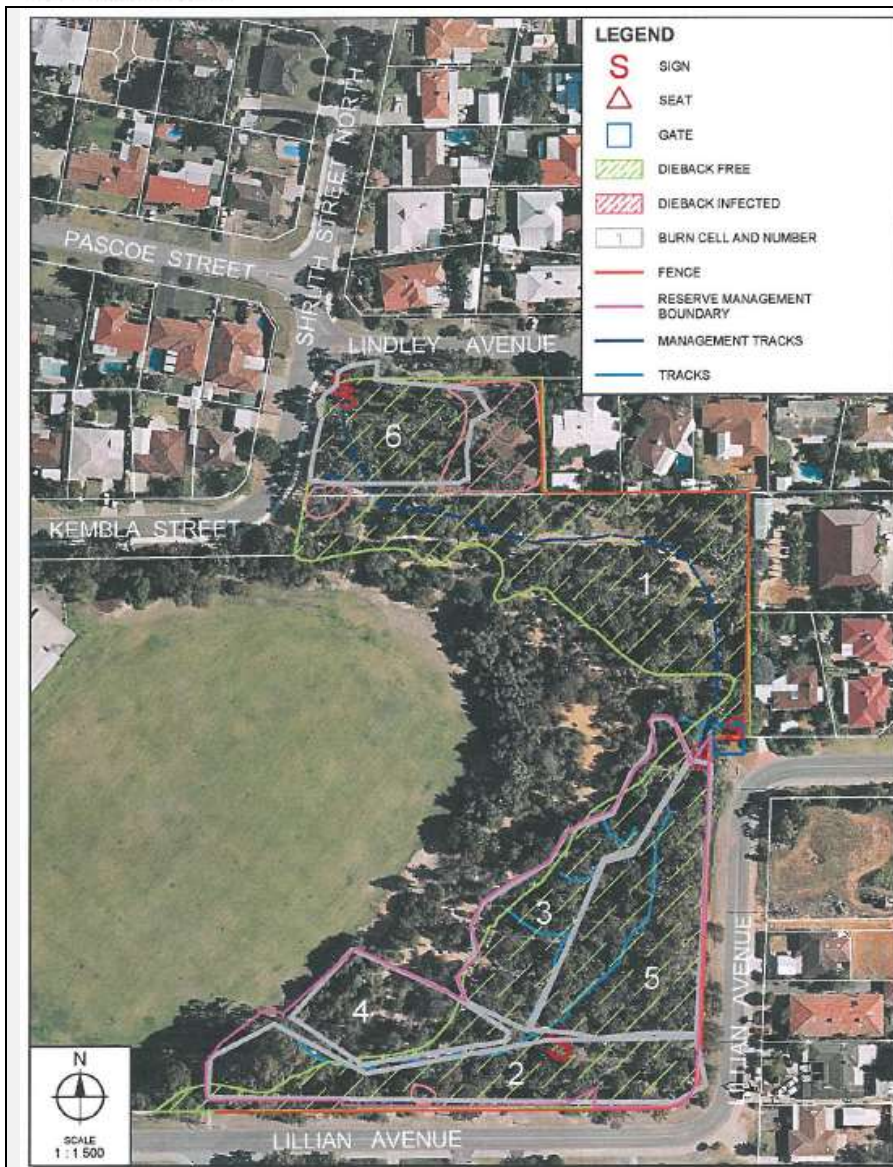 LEGEND
S SIGN
SEAT
GATE
DIEBACK FREE
DIEBACK INFECTED
1 BURN CELL AND NUMBER
FENCE
RESERVE MANAGEMENT
BOUNDARY
MANAGEMENT TRACKS
TRACKS
SHRUTH STREET NORTH
PASCOE STREET
LINDLEY AVENUE
S
6
KEMBLA STREET
1
S
3
5
4
LILLIAN AVENUE
S
2
N
SCALE
1 : 1 500
LILLIAN AVENUE